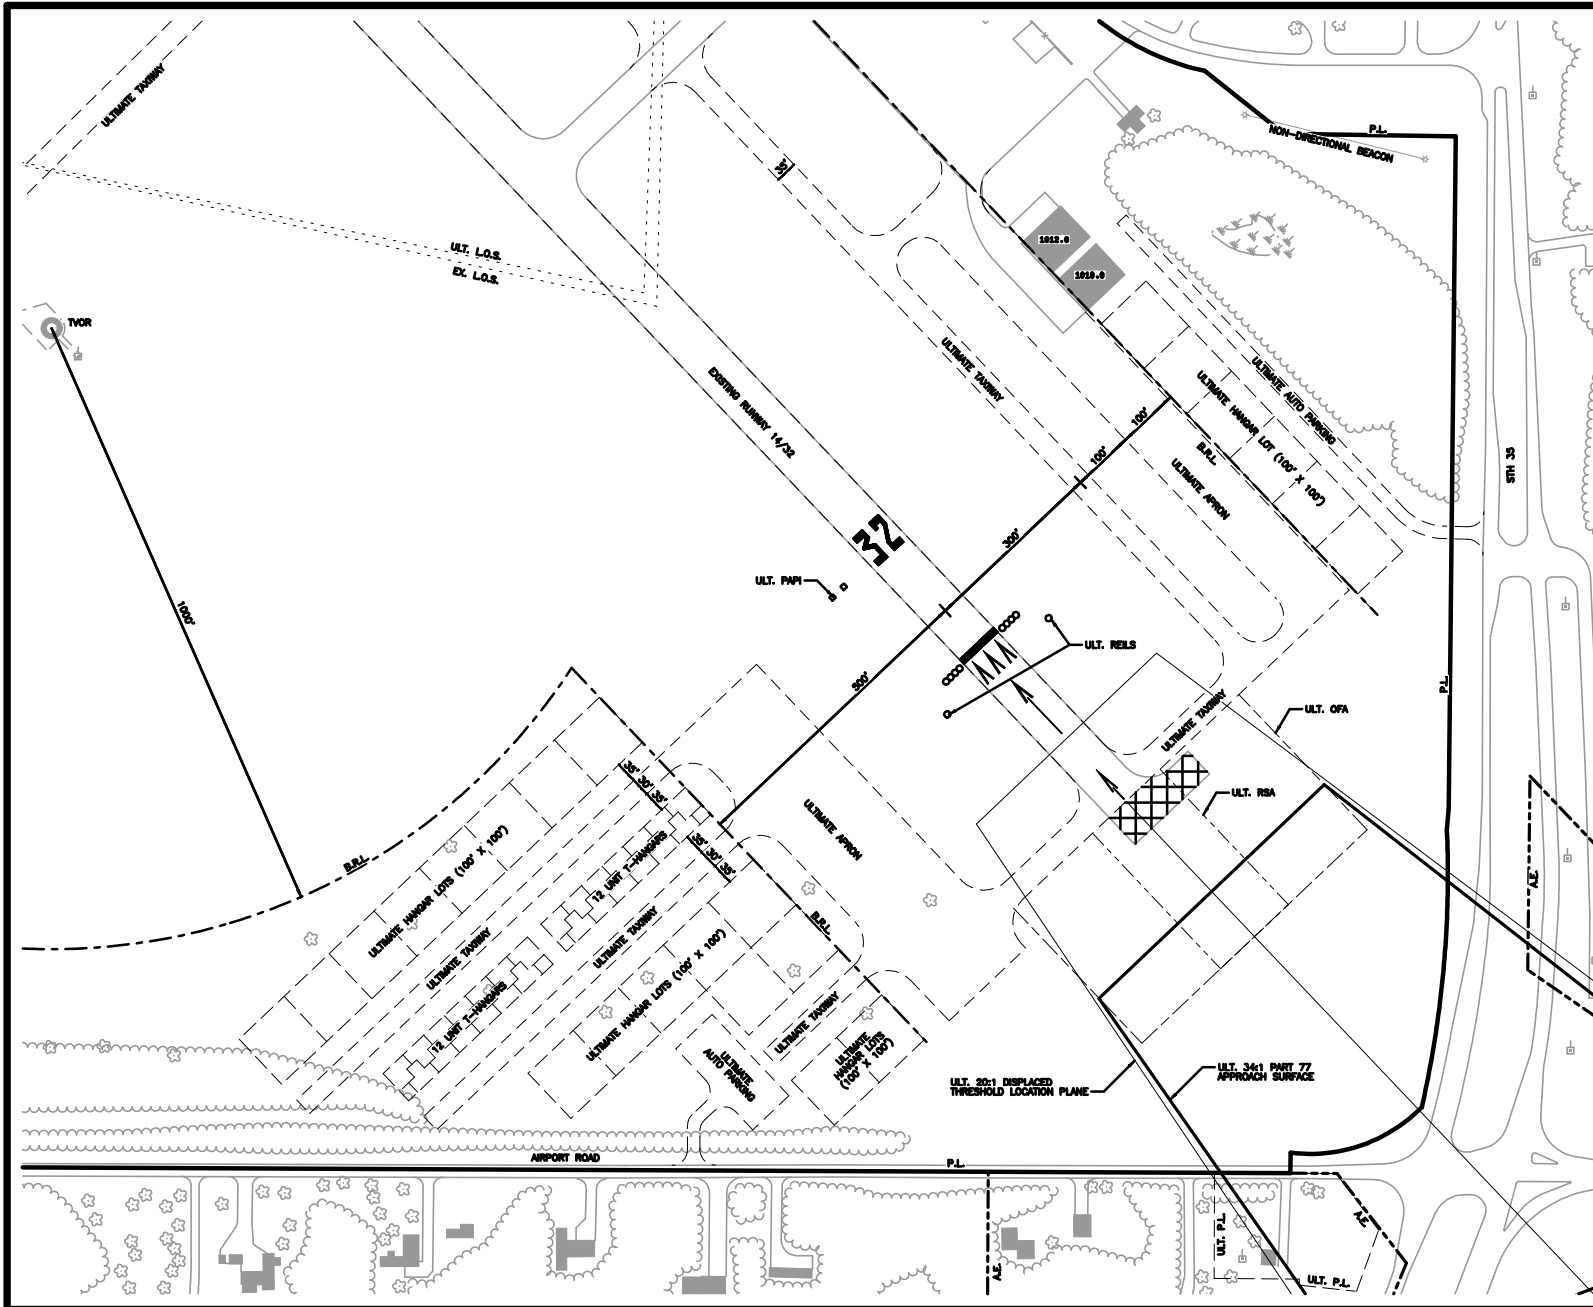 ULTIMATE TAXIWAY
NON-DIRECTIONAL BEACON
P.L.
35'
1012.0
1010.0
ULT. L.O.S.
EX. L.O.S.
TVOR
EXISTING RUNWAY 14/32
ULTIMATE TAXIWAY
ULTIMATE AUTO PARKING
ULTIMATE HANGAR LOT (100' X 100')
B.R.L.
ULTIMATE APRON
STH 35
100'
100'
300'
32
ULT. PAPI
1000'
ULT. REILS
500'
P.L.
ULTIMATE TAXIWAY
ULT. OFA
ULT. RSA
35' 30' 35'
35' 30' 35'
ULTIMATE APRON
B.R.L.
ULTIMATE HANGAR LOTS (100' X 100')
12 UNIT T-HANGARS
ULTIMATE TAXIWAY
ULTIMATE TAXIWAY
12 UNIT T-HANGARS
B.R.L.
A.E.
ULTIMATE HANGAR LOTS (100' X 100')
ULTIMATE TAXIWAY
ULTIMATE
AUTO PARKING
ULTIMATE
HANGAR LOTS
(100' X 100')
ULT. 20:1 DISPLACED
THRESHOLD LOCATION PLANE
ULT. 34:1 PART 77
APPROACH SURFACE
AIRPORT ROAD
P.L.
A.E.
ULT. P.L.
A.E.
ULT. P.L.